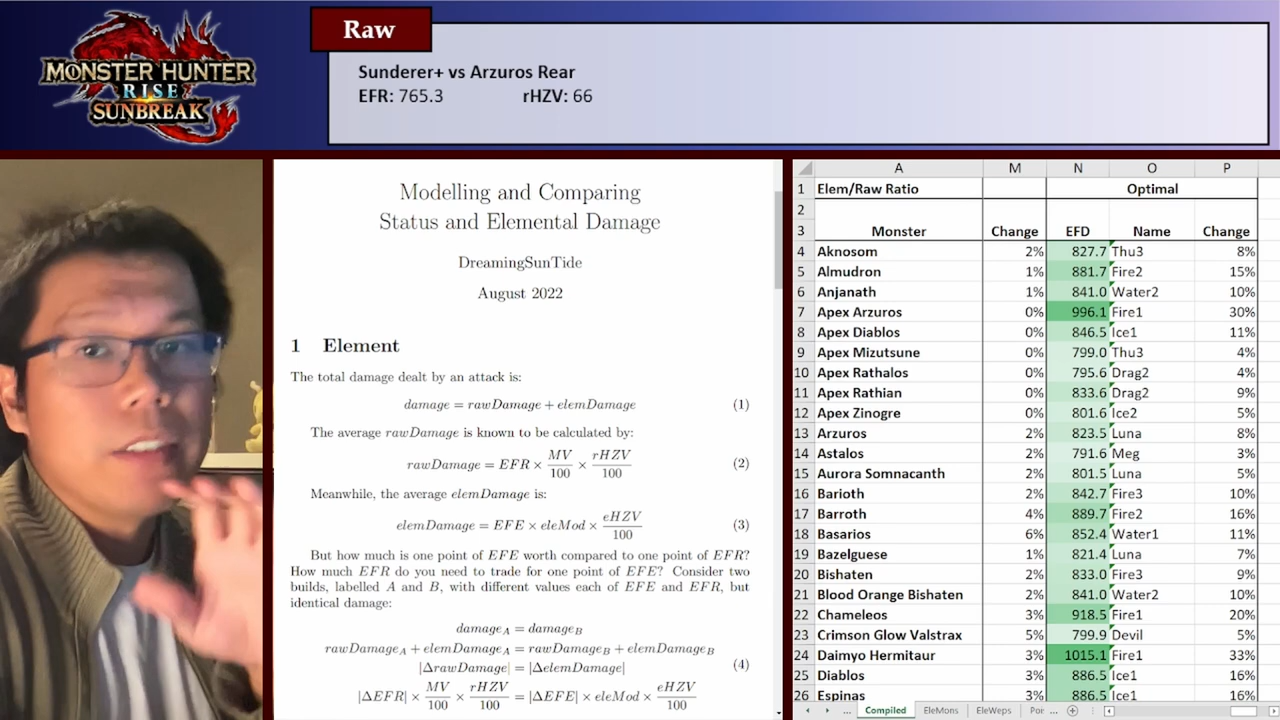 MONSTER HUNTER
RISE
SUNBREAK
Raw
Sunderer+ vs Arzuros Rear
EFR: 765.3 rHZV: 66
Modelling and Comparing
Status and Elemental Damage
DreamingSunTide
August 2022
1 Element
The total damage dealt by an attack is:
damage = rawDamage + elemDamage (1)
The average rawDamage is known to be calculated by:
rawDamage = EFR × MV/100 × rHZV/100 (2)
Meanwhile, the average elemDamage is:
elemDamage = EFE × eleMod × eHZV/100 (3)
But how much is one point of EFE worth compared to one point of EFR?
How much EFR do you need to trade for one point of EFE? Consider two
builds, labelled A and B, with different values each of EFE and EFR, but
identical damage:
damage_A = damage_B
rawDamage_A + elemDamage_A = rawDamage_B + elemDamage_B
|ΔrawDamage| = |ΔelemDamage| (4)
|ΔEFR| × MV/100 × rHZV/100 = |ΔEFE| × eleMod × eHZV/100
A M N O P
1 Elem/Raw Ratio Optimal
2
3 Monster Change EFD Name Change
4 Aknosom 2% 827.7 Thu3 8%
5 Almudron 1% 881.7 Fire2 15%
6 Anjanath 1% 841.0 Water2 10%
7 Apex Arzuros 0% 996.1 Fire1 30%
8 Apex Diablos 0% 846.5 Ice1 11%
9 Apex Mizutsune 0% 799.0 Thu3 4%
10 Apex Rathalos 0% 795.6 Drag2 4%
11 Apex Rathian 0% 833.6 Drag2 9%
12 Apex Zinogre 0% 801.6 Ice2 5%
13 Arzuros 2% 823.5 Luna 8%
14 Astalos 2% 791.6 Meg 3%
15 Aurora Somnacanth 2% 801.5 Luna 5%
16 Barioth 2% 842.7 Fire3 10%
17 Barroth 4% 889.7 Fire2 16%
18 Basarios 6% 852.4 Water1 11%
19 Bazelguese 1% 821.4 Luna 7%
20 Bishaten 2% 833.0 Fire3 9%
21 Blood Orange Bishaten 2% 841.0 Water2 10%
22 Chameleos 3% 918.5 Fire1 20%
23 Crimson Glow Valstrax 5% 799.9 Devil 5%
24 Daimyo Hermitaur 3% 1015.1 Fire1 33%
25 Diablos 3% 886.5 Ice1 16%
26 Espinas 3% 886.5 Ice1 16%
... Compiled EleMons EleWeps Por ...